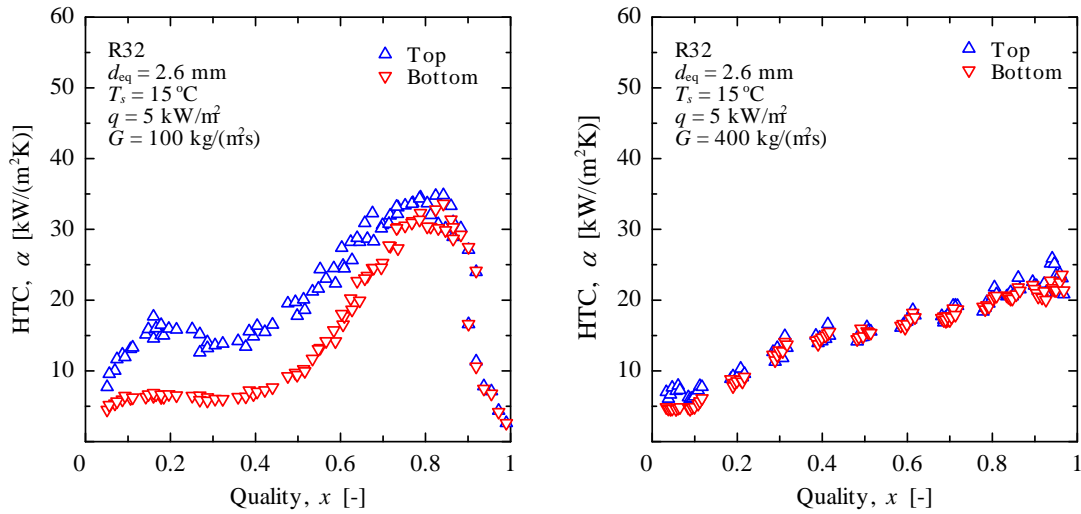 60
50
40
30
20
10
0
0.2
0.4
0.6
0.8
1
HTC, α [kW/(m²K)]
Quality, x [-]
R32
d_eq = 2.6 mm
T_s = 15 °C
q = 5 kW/m²
G = 100 kg/(m²s)
Top
Bottom
60
50
40
30
20
10
0
0.2
0.4
0.6
0.8
1
HTC, α [kW/(m²K)]
Quality, x [-]
R32
d_eq = 2.6 mm
T_s = 15 °C
q = 5 kW/m²
G = 400 kg/(m²s)
Top
Bottom